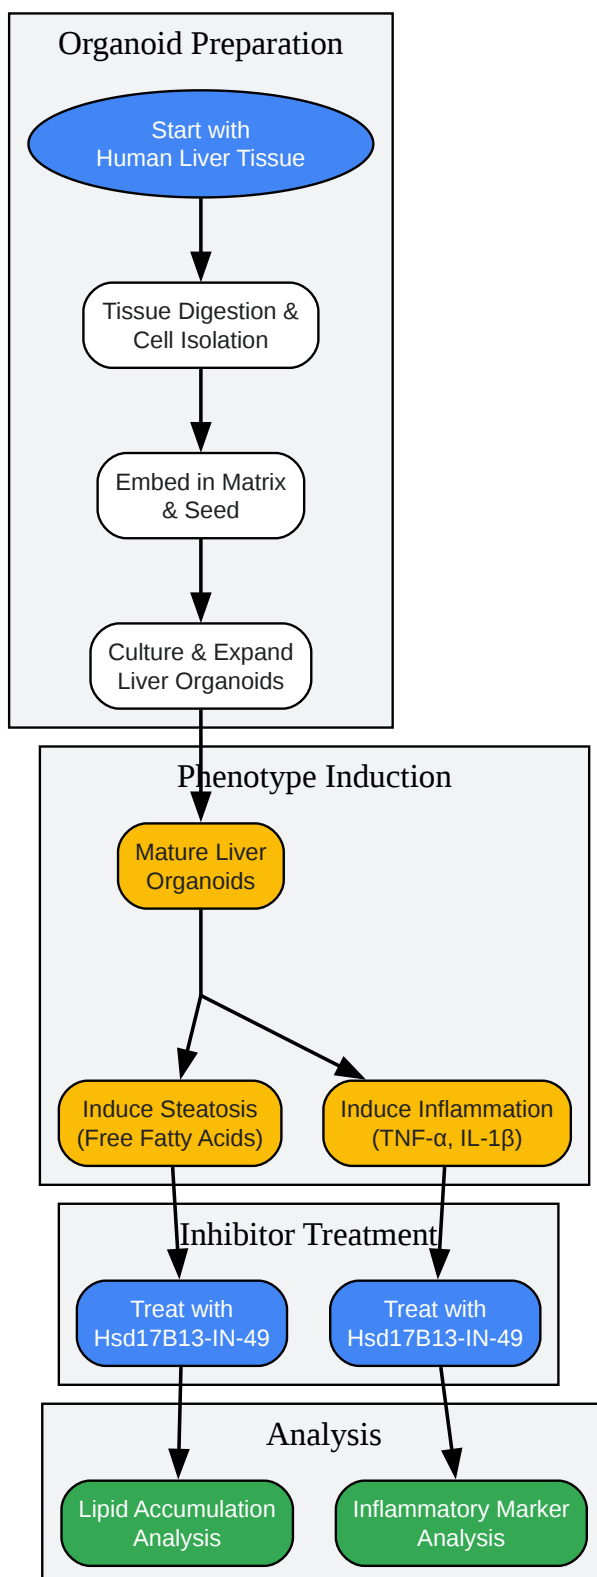 Organoid Preparation
Start with
Human Liver Tissue
Tissue Digestion &
Cell Isolation
Embed in Matrix
& Seed
Culture & Expand
Liver Organoids
Phenotype Induction
Mature Liver
Organoids
Induce Steatosis
(Free Fatty Acids)
Induce Inflammation
(TNF-α, IL-1β)
Inhibitor Treatment
Treat with
Hsd17B13-IN-49
Treat with
Hsd17B13-IN-49
Analysis
Lipid Accumulation
Analysis
Inflammatory Marker
Analysis